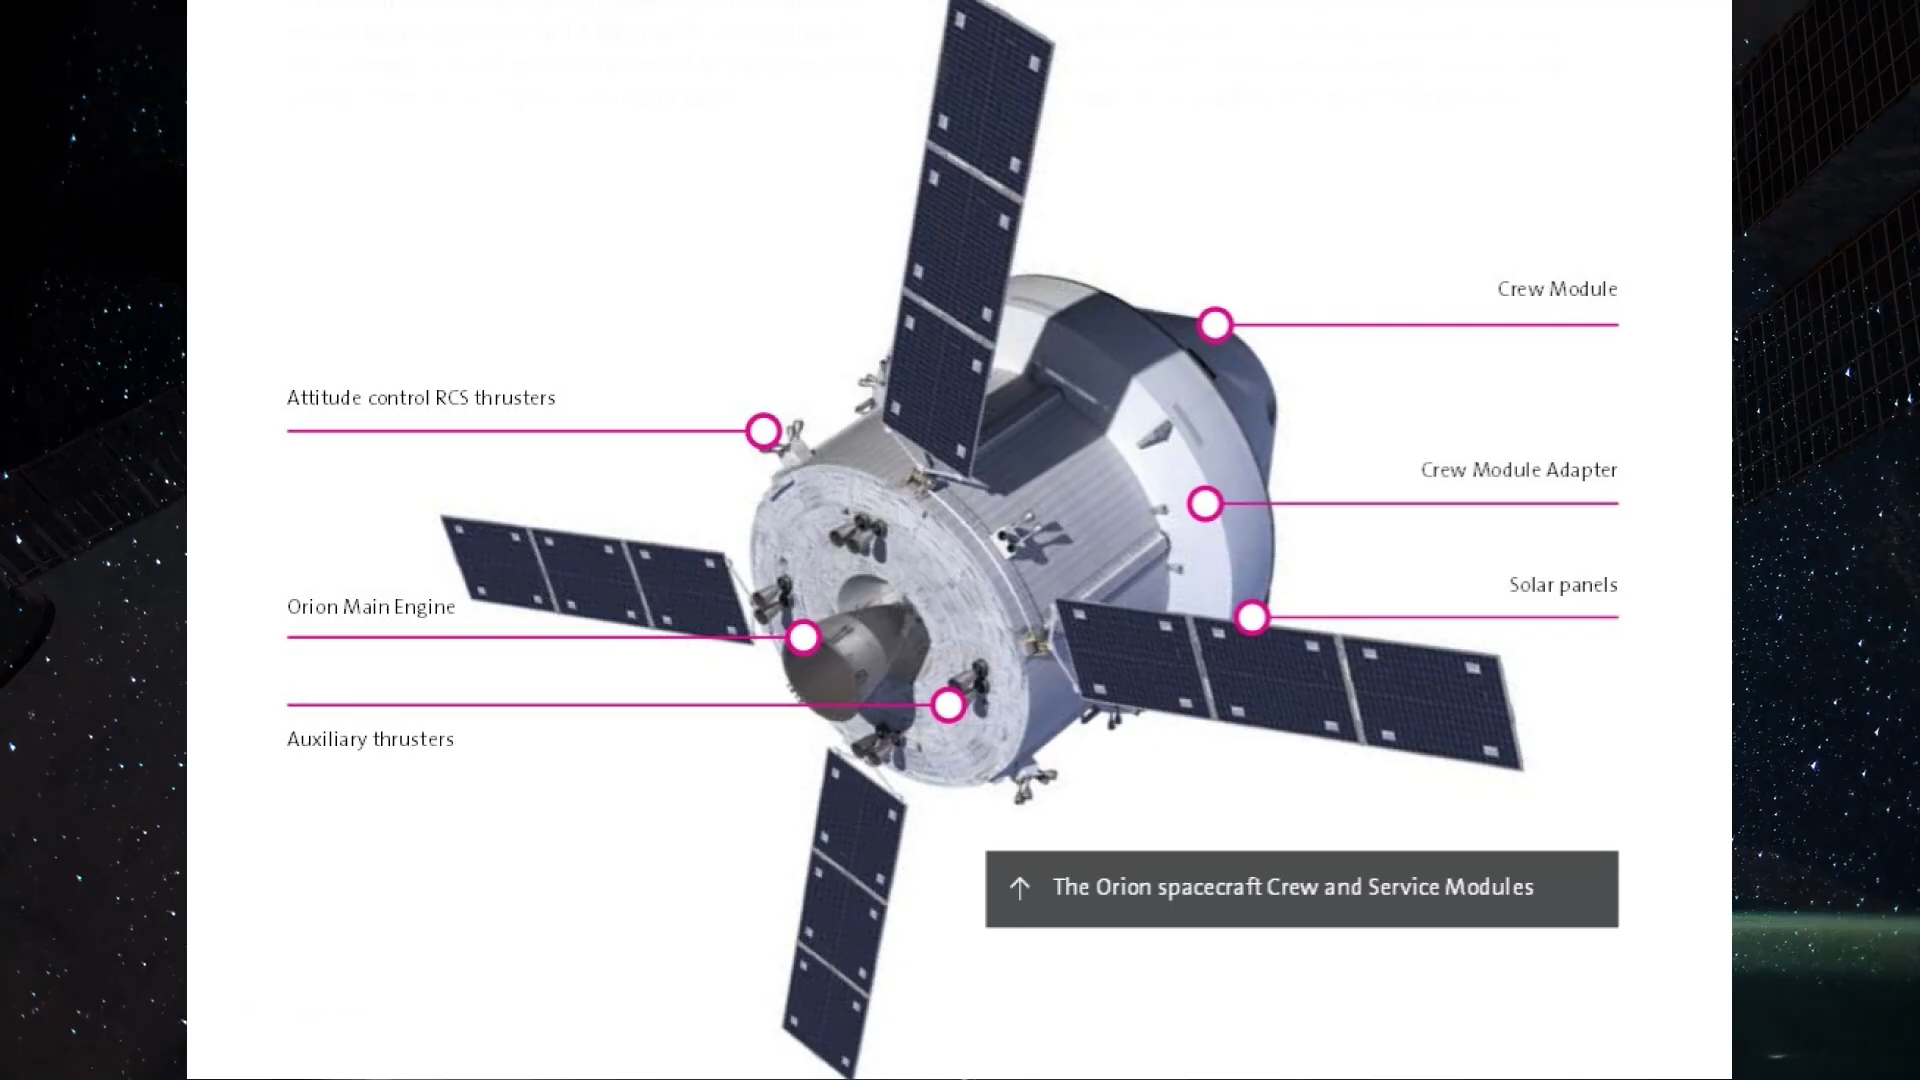 Crew Module
Attitude control RCS thrusters
Crew Module Adapter
Solar panels
Orion Main Engine
Auxiliary thrusters
↑ The Orion spacecraft Crew and Service Modules